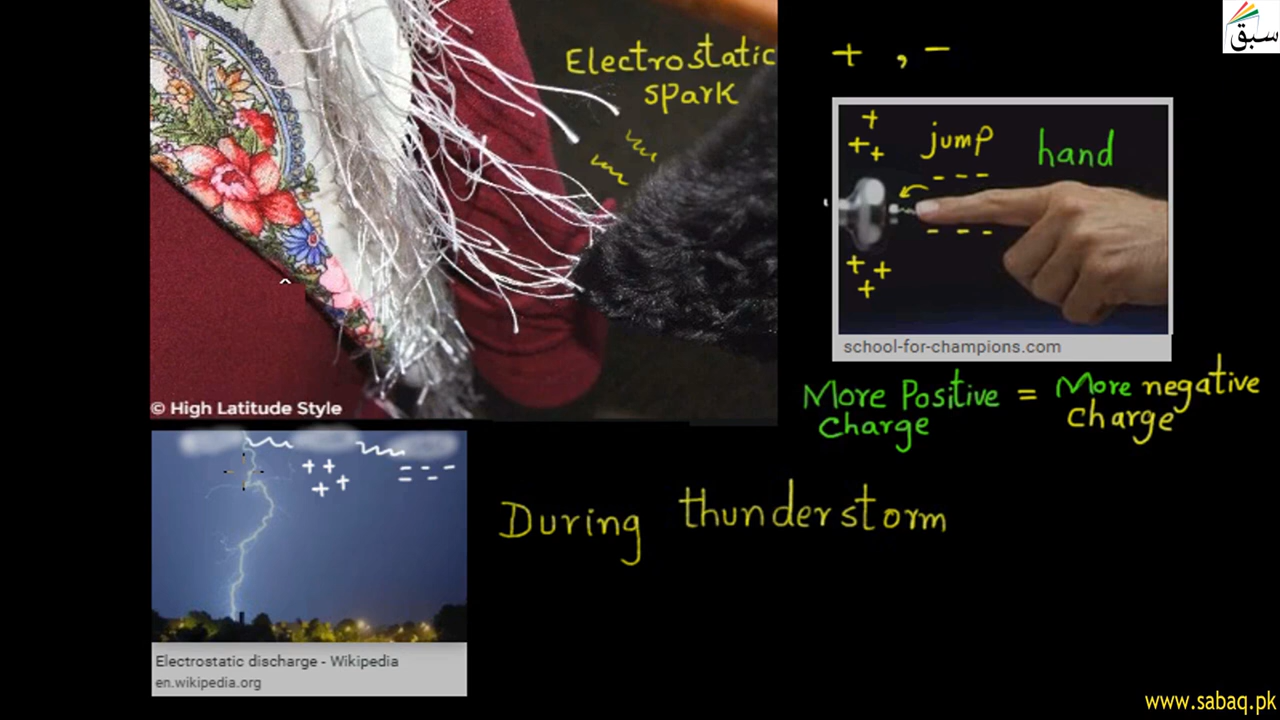 Electrostatic
spark
+ , -
سبق
+
+ +
jump
hand
- - -
- - -
+ +
+
school-for-champions.com
More Positive = More negative
charge charge
© High Latitude Style
+ +
+ +
- - -
- - -
During thunderstorm
Electrostatic discharge - Wikipedia
en.wikipedia.org
www.sabaq.pk